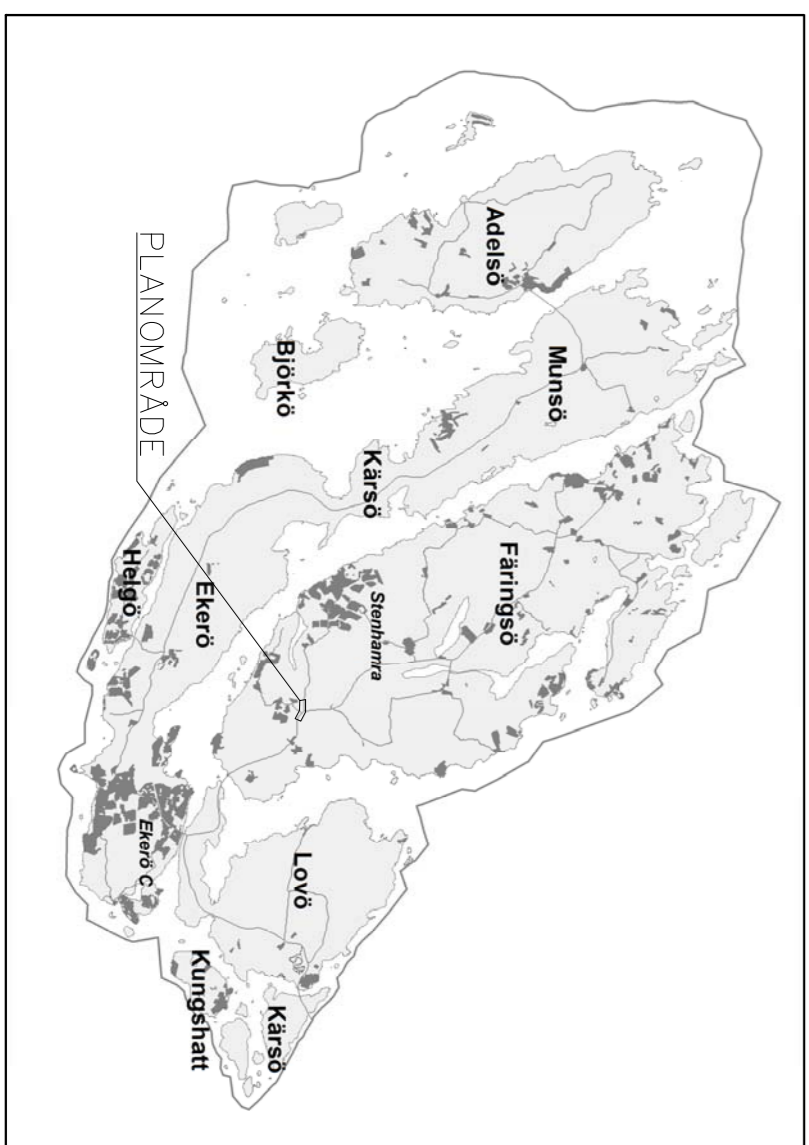 Munsö
Färingsö
Adelsö
Stenhamra
Kärsö
Lovö
Björkö
Kärsö
Ekerö
Kungshatt
PLANOMRÅDE
Ekerö C
Helgö